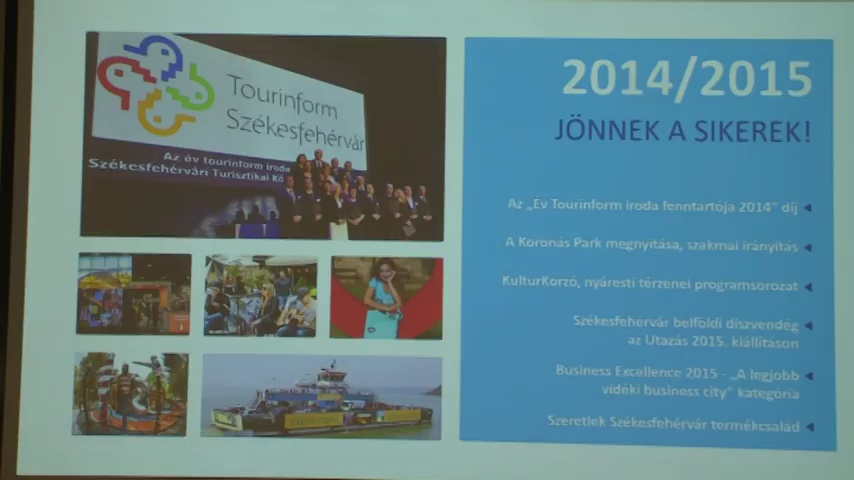 Tourinform
Székesfehérvár
Az év tourinform iroda
Székesfehérvári Turisztikai
2014/2015
JÖNNEK A SIKEREK!
Az „Év Tourinform iroda fenntartója 2014” díj
A Koronás Park megnyitása, szakmai irányítás
KulturKorzó, nyáresti térzenei programsorozat
Székesfehérvár belföldi díszvendég
az Utazás 2015. kiállításon
Business Excellence 2015 - „A legjobb
vidéki business city” kategória
Szeretlek Székesfehérvár termékcsalád